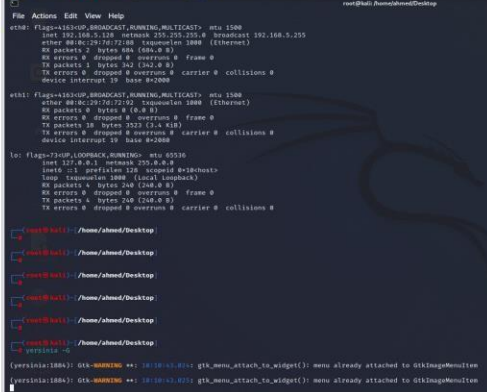 root@kali: /home/ahmed/Desktop
File Actions Edit View Help
eth0: flags=4163<UP,BROADCAST,RUNNING,MULTICAST> mtu 1500
inet 192.168.5.128 netmask 255.255.255.0 broadcast 192.168.5.255
ether 00:0c:29:7d:72:88 txqueuelen 1000 (Ethernet)
RX packets 2 bytes 684 (684.0 B)
RX errors 0 dropped 0 overruns 0 frame 0
TX packets 1 bytes 342 (342.0 B)
TX errors 0 dropped 0 overruns 0 carrier 0 collisions 0
device interrupt 19 base 0×2000
eth1: flags=4163<UP,BROADCAST,RUNNING,MULTICAST> mtu 1500
ether 00:0c:29:7d:72:92 txqueuelen 1000 (Ethernet)
RX packets 0 bytes 0 (0.0 B)
RX errors 0 dropped 0 overruns 0 frame 0
TX packets 18 bytes 3523 (3.4 KiB)
TX errors 0 dropped 0 overruns 0 carrier 0 collisions 0
device interrupt 16 base 0×2080
lo: flags=73<UP,LOOPBACK,RUNNING> mtu 65536
inet 127.0.0.1 netmask 255.0.0.0
inet6 ::1 prefixlen 128 scopeid 0×10<host>
loop txqueuelen 1000 (Local Loopback)
RX packets 4 bytes 240 (240.0 B)
RX errors 0 dropped 0 overruns 0 frame 0
TX packets 4 bytes 240 (240.0 B)
TX errors 0 dropped 0 overruns 0 carrier 0 collisions 0
(root㉿kali)-[/home/ahmed/Desktop]
#
(root㉿kali)-[/home/ahmed/Desktop]
#
(root㉿kali)-[/home/ahmed/Desktop]
#
(root㉿kali)-[/home/ahmed/Desktop]
#
(root㉿kali)-[/home/ahmed/Desktop]
#
(root㉿kali)-[/home/ahmed/Desktop]
# yersinia -G
(yersinia:1884): Gtk-WARNING **: 10:10:43.024: gtk_menu_attach_to_widget(): menu already attached to GtkImageMenuItem
(yersinia:1884): Gtk-WARNING **: 10:10:43.025: gtk_menu_attach_to_widget(): menu already attached to GtkImageMenuItem